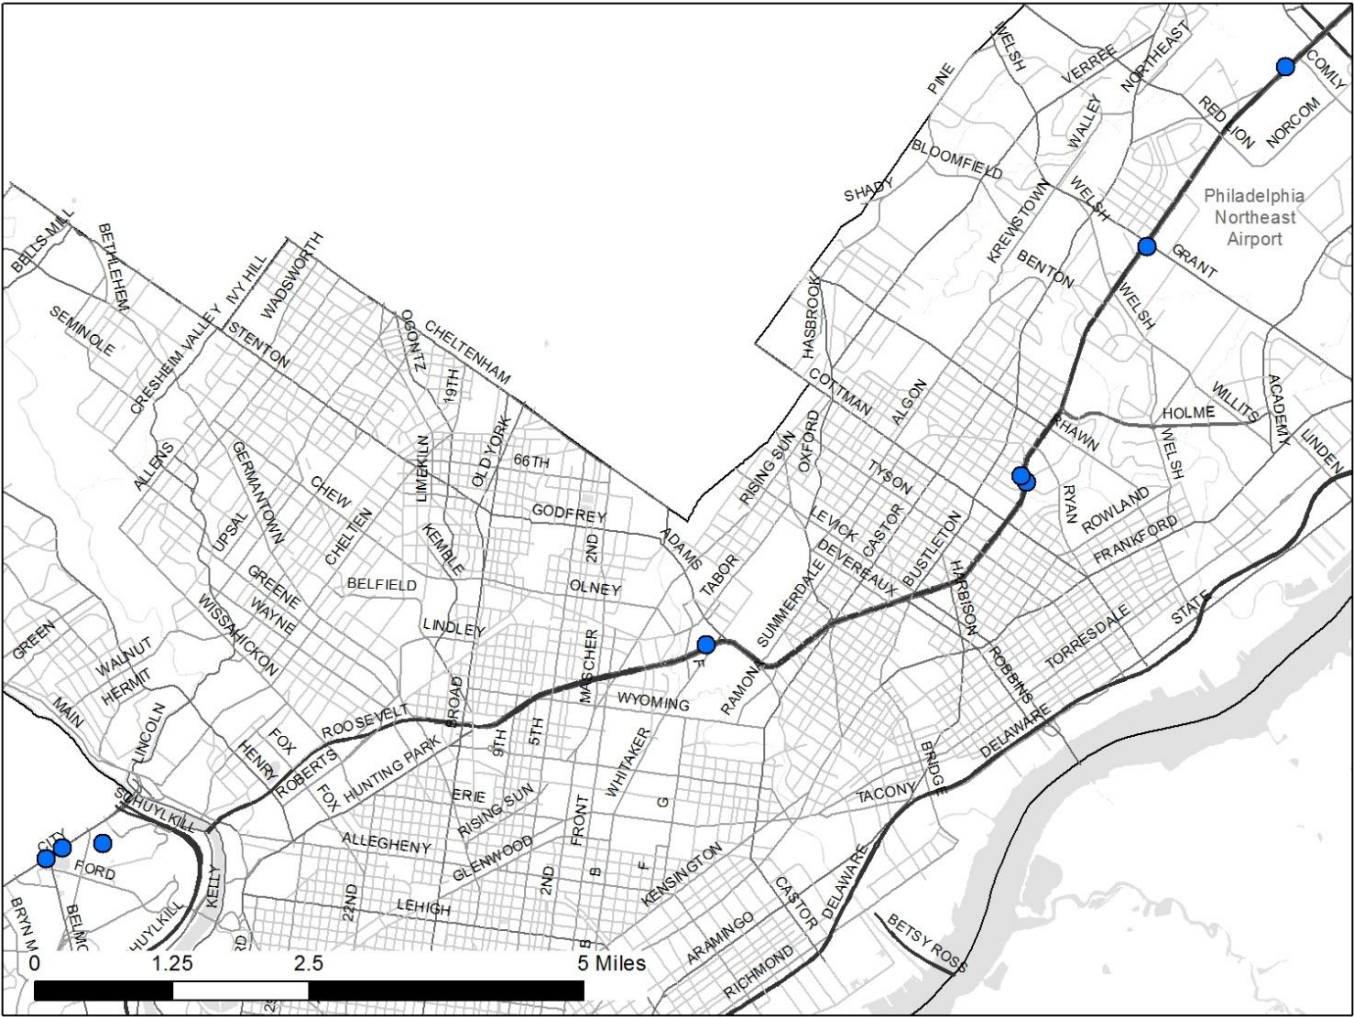 WELSH
VERREE
NORTHEAST
COMLY
PINE
RED LION
NORCOM
WALLEY
BLOOMFIELD
SHADY
WELSH
KREWSTOWN
Philadelphia
Northeast
Airport
BELLS MILL
BETHLEHEM
IVY HILL
WADSWORTH
BENTON
GRANT
WELSH
SEMINOLE
CRESHEIM VALLEY
STENTON
OGONTZ
CHELTENHAM
HASBROOK
19TH
COTTMAN
ALGON
WILLITS
ACADEMY
HOLME
RHAWN
LINDEN
ALLENS
GERMANTOWN
LIMEKILN
OLD YORK
66TH
RISING SUN
OXFORD
WELSH
CHEW
TYSON
RYAN
ROWLAND
UPSAL
CHELTEN
KEMBLE
GODFREY
2ND
ADAMS
LEVICK
CASTOR
BUSTLETON
FRANKFORD
DEVEREAUX
TABOR
SUMMERDALE
HARBISON
GREENE
BELFIELD
OLNEY
WAYNE
WISSAHICKON
LINDLEY
STATE
GREEN
WALNUT
HERMIT
MASCHER
F
TORRESDALE
ROBBINS
RAMONA
WYOMING
MAIN
LINCOLN
ROOSEVELT
BROAD
FOX
HENRY
ROBERTS
HUNTING PARK
9TH
5TH
WHITAKER
DELAWARE
BRIDGE
FOX
ERIE
RISING SUN
G
TACONY
SCHUYLKILL
CITY
FORD
ALLEGHENY
GLENWOOD
FRONT
KELLY
22ND
LEHIGH
2ND
B
F
KENSINGTON
CASTOR
DELAWARE
BRYN M
BELMO
HUYLKILL
RD
B
ARAMINGO
RICHMOND
BETSY ROSS
0 1.25 2.5 5 Miles